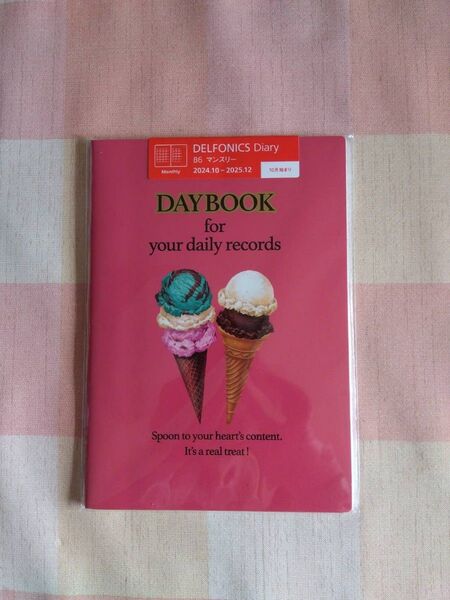 DELFONICS Diary
B6 マンスリー
Monthly
2024.10 – 2025.12
10月始まり
DAYBOOK
for
your daily records
Spoon to your heart's content.
It's a real treat!